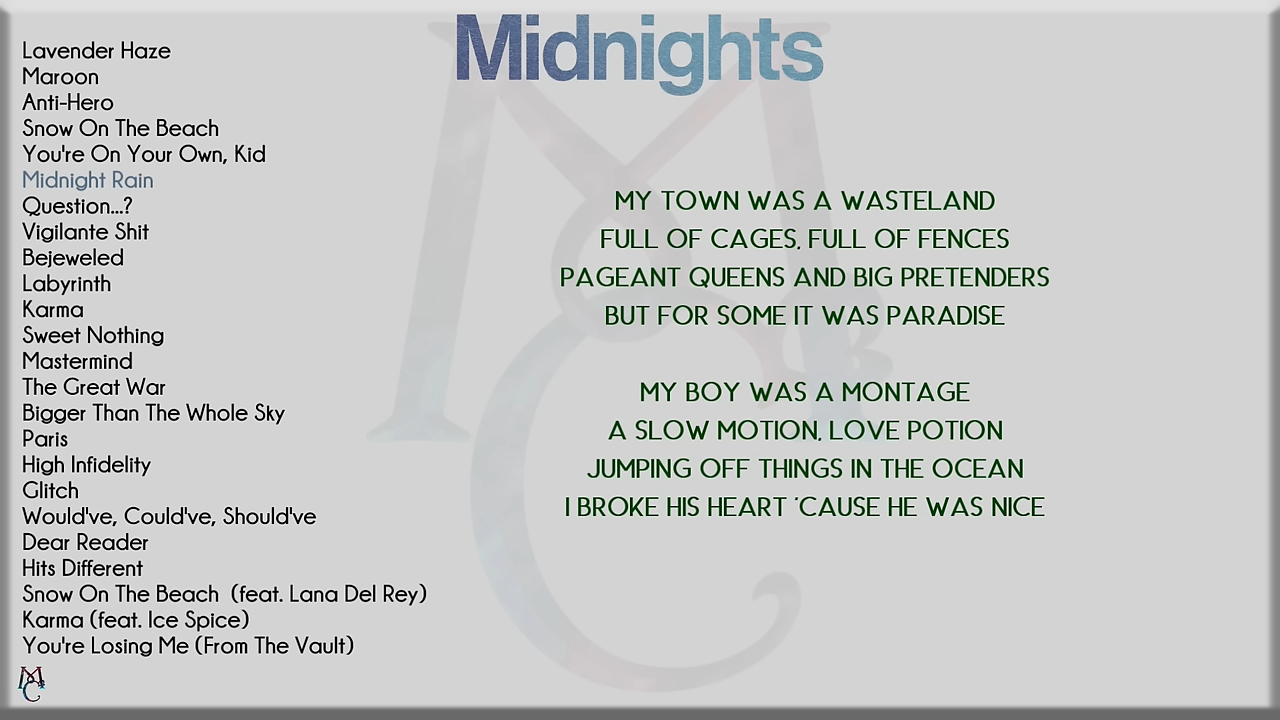 Midnights
Lavender Haze
Maroon
Anti-Hero
Snow On The Beach
You're On Your Own, Kid
Midnight Rain
Question...?
Vigilante Shit
Bejeweled
Labyrinth
Karma
Sweet Nothing
Mastermind
The Great War
Bigger Than The Whole Sky
Paris
High Infidelity
Glitch
Would've, Could've, Should've
Dear Reader
Hits Different
Snow On The Beach (feat. Lana Del Rey)
Karma (feat. Ice Spice)
You're Losing Me (From The Vault)
MY TOWN WAS A WASTELAND
FULL OF CAGES, FULL OF FENCES
PAGEANT QUEENS AND BIG PRETENDERS
BUT FOR SOME IT WAS PARADISE
MY BOY WAS A MONTAGE
A SLOW MOTION, LOVE POTION
JUMPING OFF THINGS IN THE OCEAN
I BROKE HIS HEART 'CAUSE HE WAS NICE